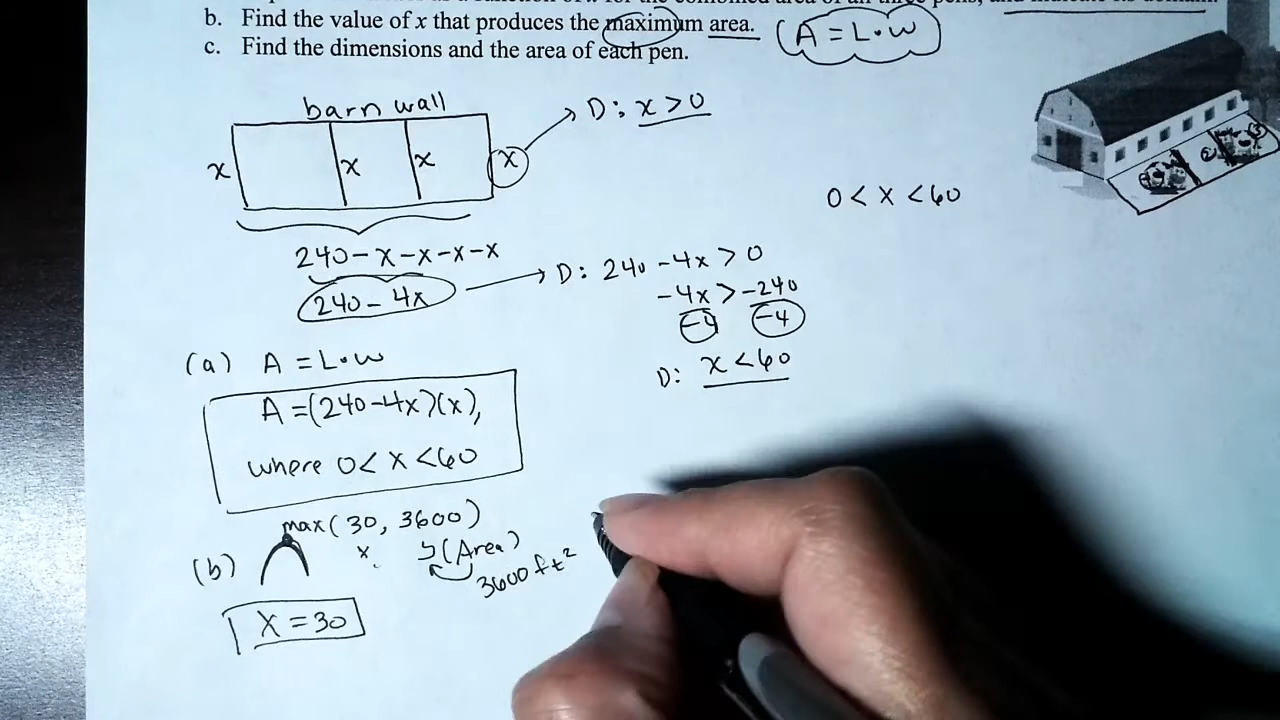 b. Find the value of x that produces the maximum area. (A = L·w
c. Find the dimensions and the area of each pen.
barn wall
D: x > 0
x x x x
0 < x < 60
240 - x - x - x - x
240 - 4x
D: 240 - 4x > 0
-4x > -240
-4 -4
D: x < 60
(a) A = L·w
A = (240-4x)(x),
where 0 < x < 60
max (30, 3600)
(b) x y (Area)
3600 ft²
x = 30